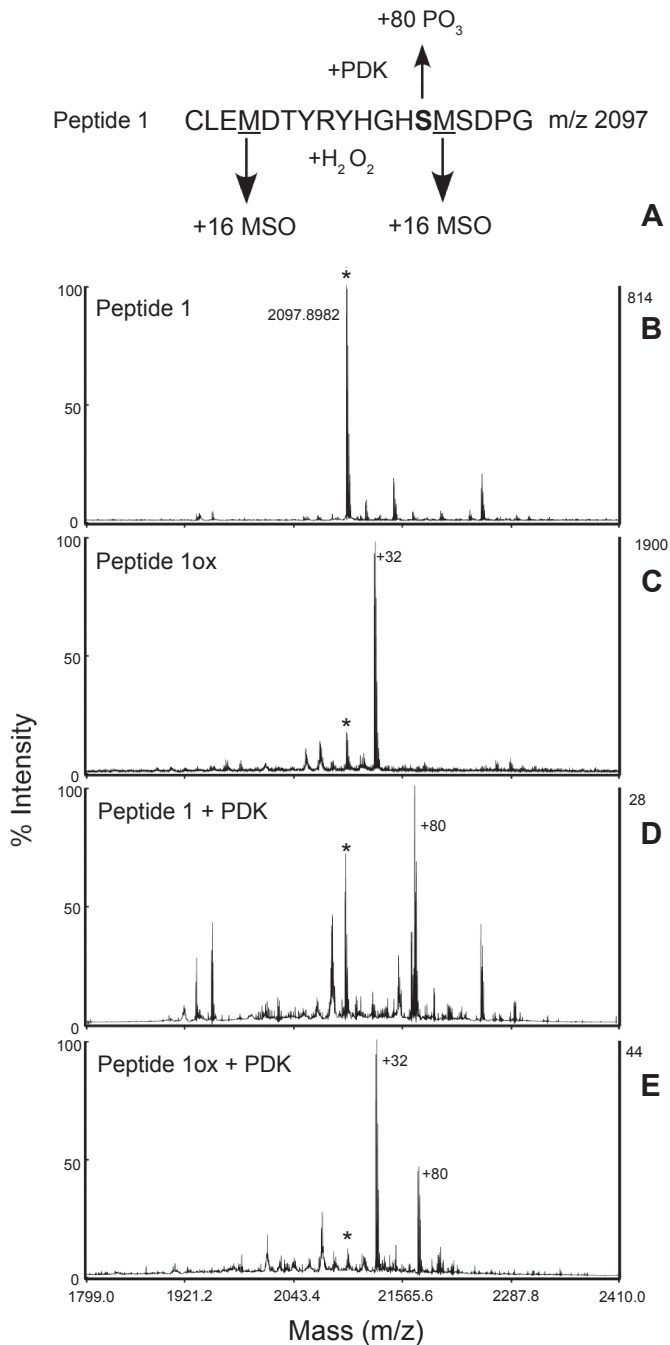 +80 PO3
+PDK
Peptide 1 CLEMDTYRYHGHSMSDPG m/z 2097
+H2O2
+16 MSO +16 MSO
A
*
100 Peptide 1 2097.8982 814
B
50
0
100 Peptide 1ox +32 1900
C
50
*
0
% Intensity
100 Peptide 1 + PDK +80 28
D
*
50
0
100 Peptide 1ox + PDK +32 44
E
50 +80
*
0
1799.0 1921.2 2043.4 21565.6 2287.8 2410.0
Mass (m/z)